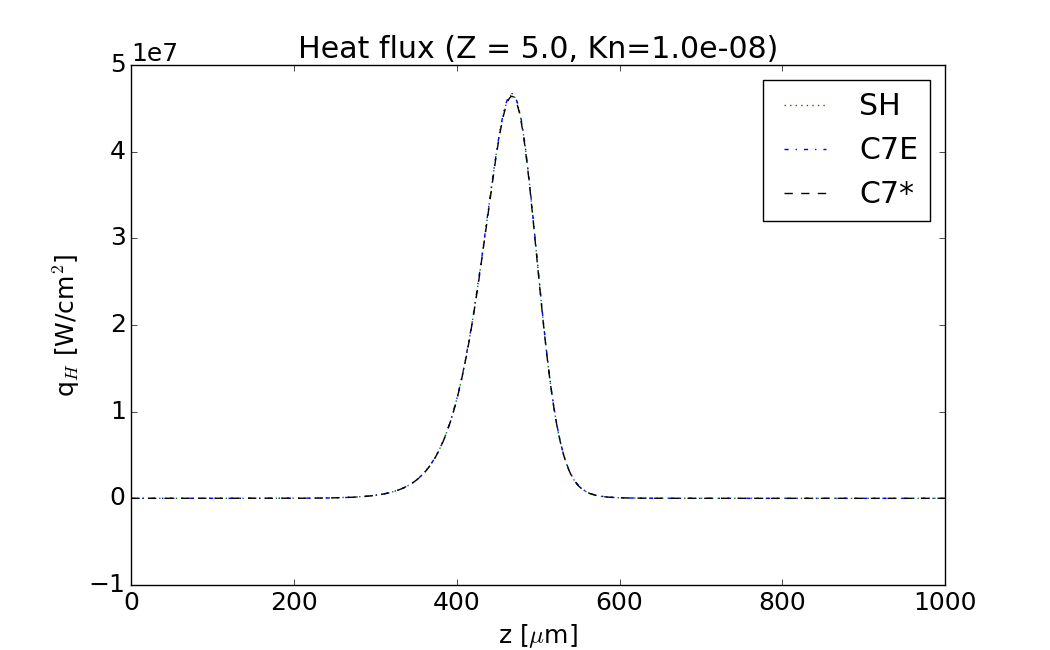 Heat flux (Z = 5.0, Kn=1.0e-08)
1e7
5
4
3
2
1
0
−1
q_H [W/cm²]
SH
C7E
C7*
0 200 400 600 800 1000
z [μm]